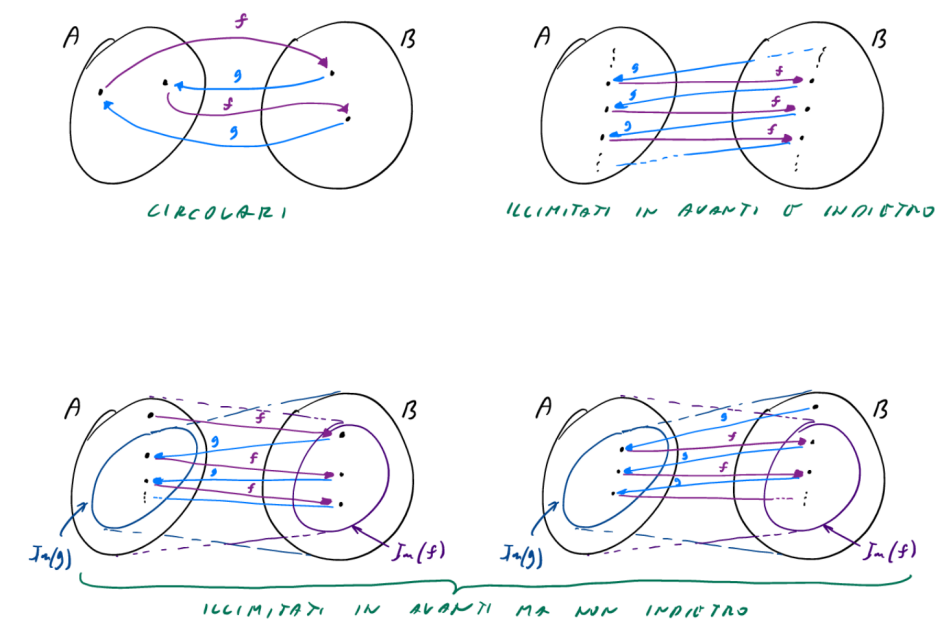 A f B A B
g g f
f g f
g g f
CIRCOLARI ILLIMITATI IN AVANTI E INDIETRO
A B A B
f g
g f
f g
g f
f g
Im(g) Im(f) Im(g) Im(f)
ILLIMITATI IN AVANTI MA NON INDIETRO